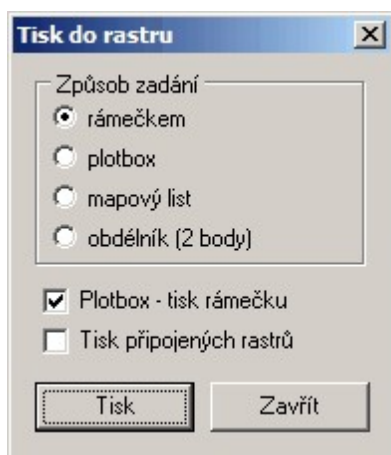 Tisk do rastru
Způsob zadání
rámečkem
plotbox
mapový list
obdélník (2 body)
Plotbox - tisk rámečku
Tisk připojených rastrů
Tisk
Zavřít